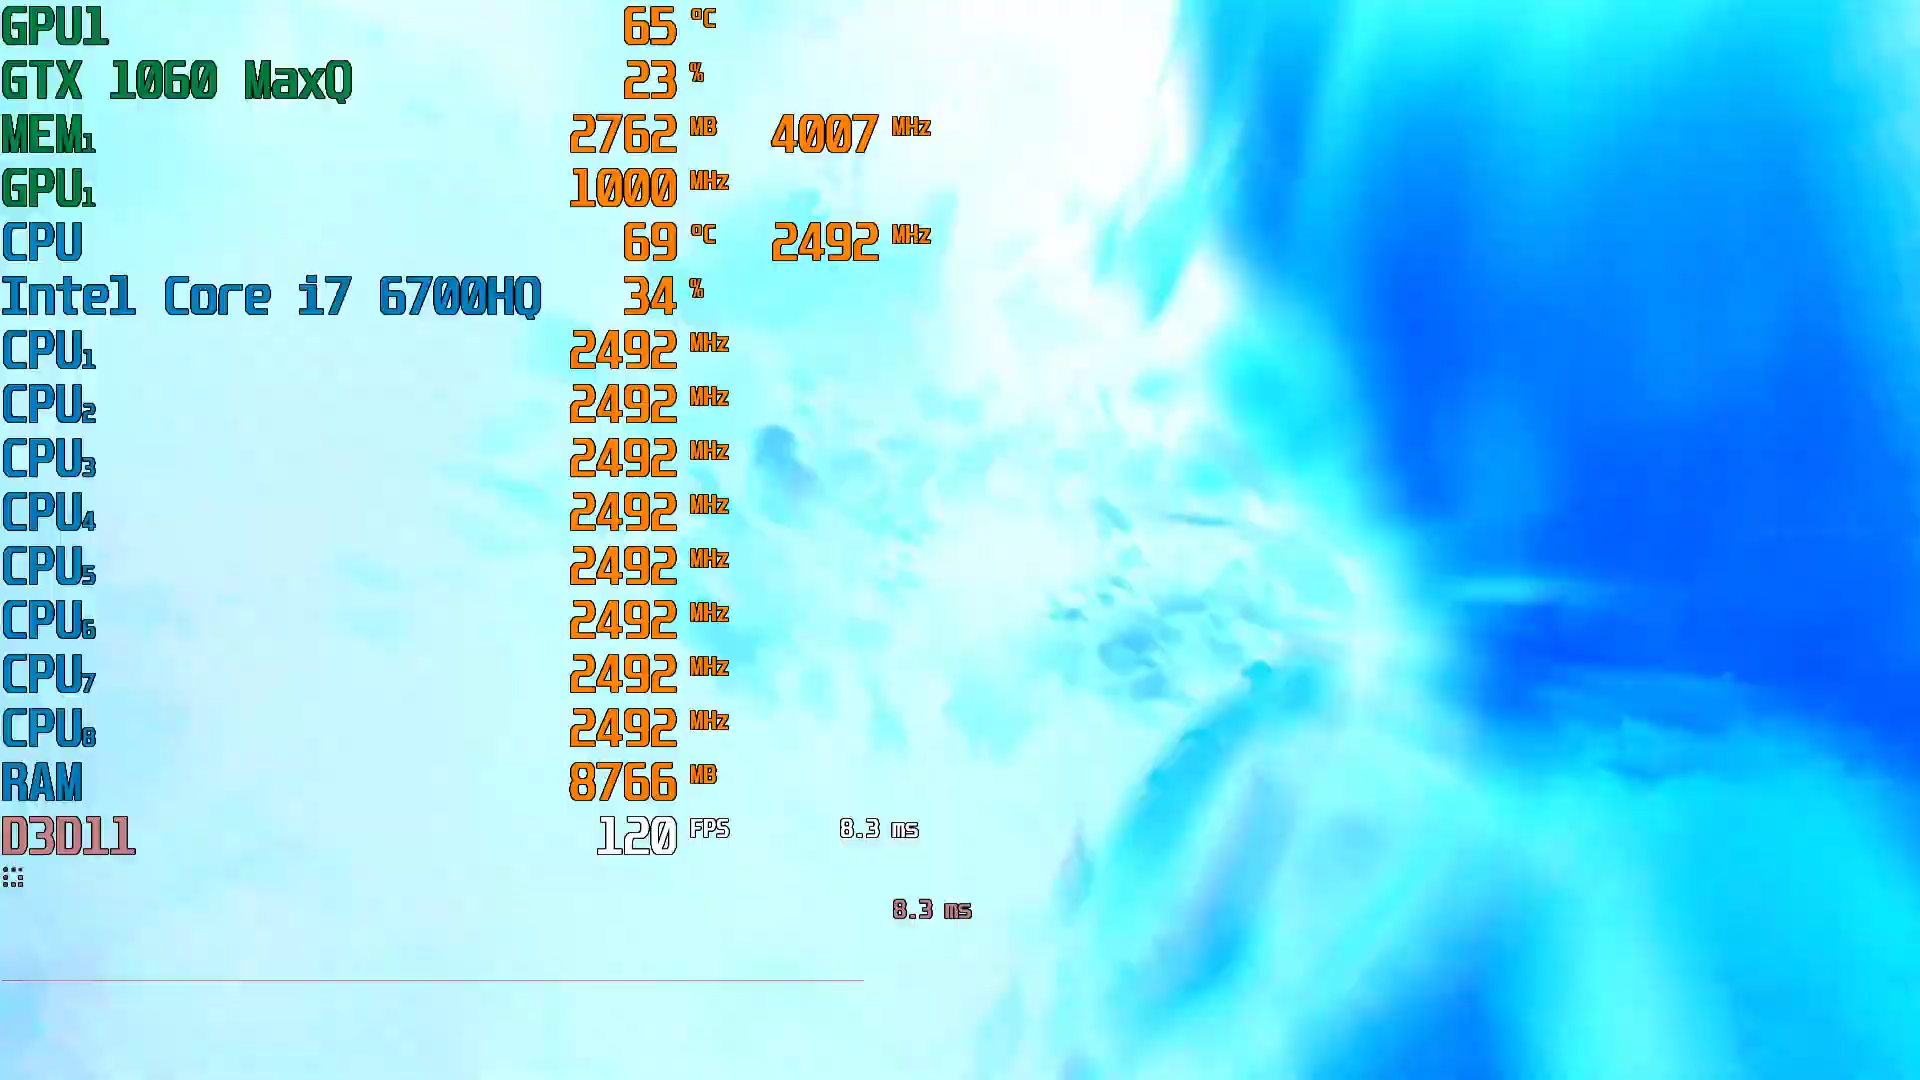 GPU1 65 °C
GTX 1060 MaxQ 23 %
MEM1 2762 MB 4007 MHz
GPU1 1000 MHz
CPU 69 °C 2492 MHz
Intel Core i7 6700HQ 34 %
CPU1 2492 MHz
CPU2 2492 MHz
CPU3 2492 MHz
CPU4 2492 MHz
CPU5 2492 MHz
CPU6 2492 MHz
CPU7 2492 MHz
CPU8 2492 MHz
RAM 8766 MB
D3D11 120 FPS 8.3 ms
8.3 ms